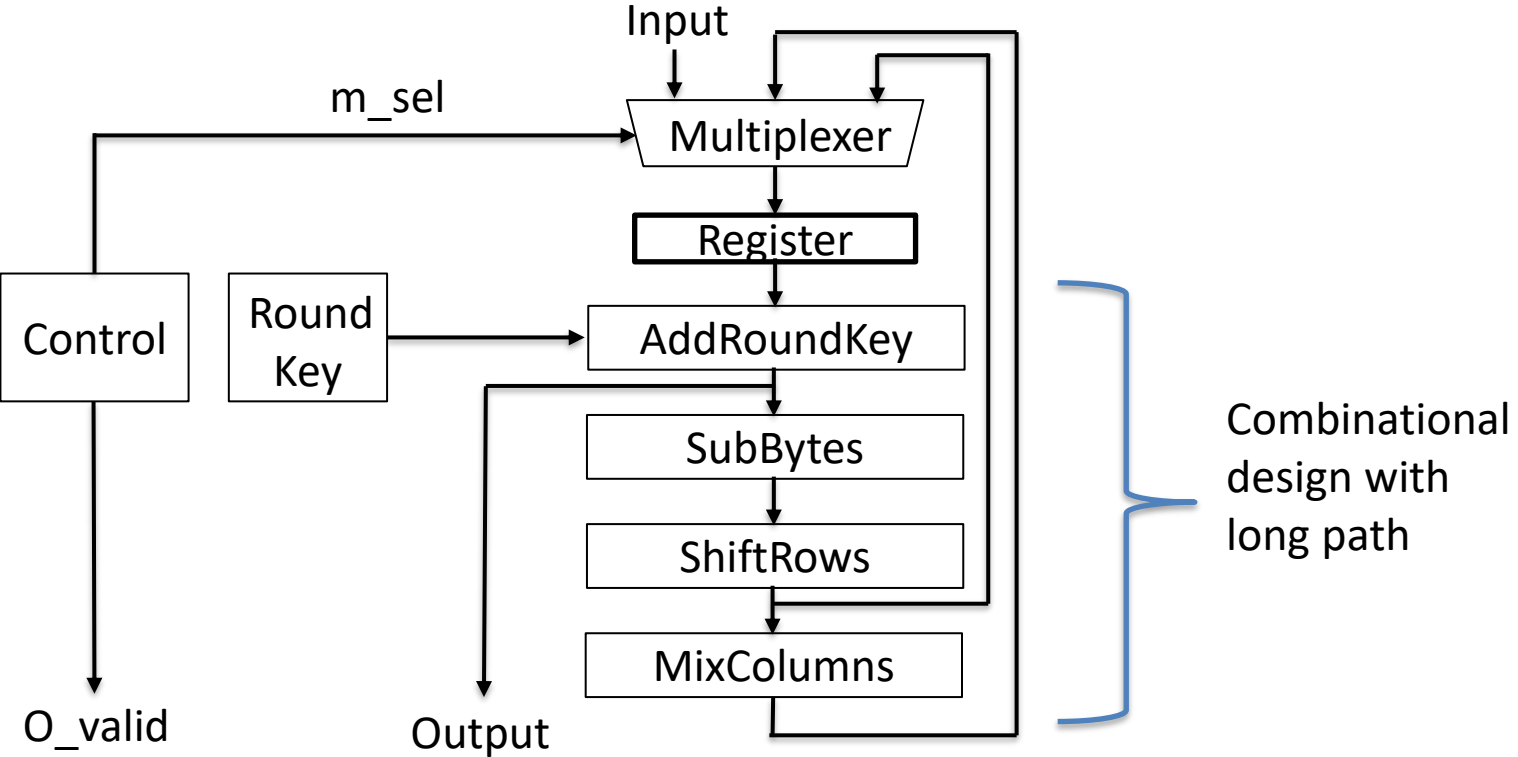 Input
m_sel
Multiplexer
Register
Control
Round
Key
AddRoundKey
SubBytes
ShiftRows
MixColumns
Combinational
design with
long path
O_valid
Output